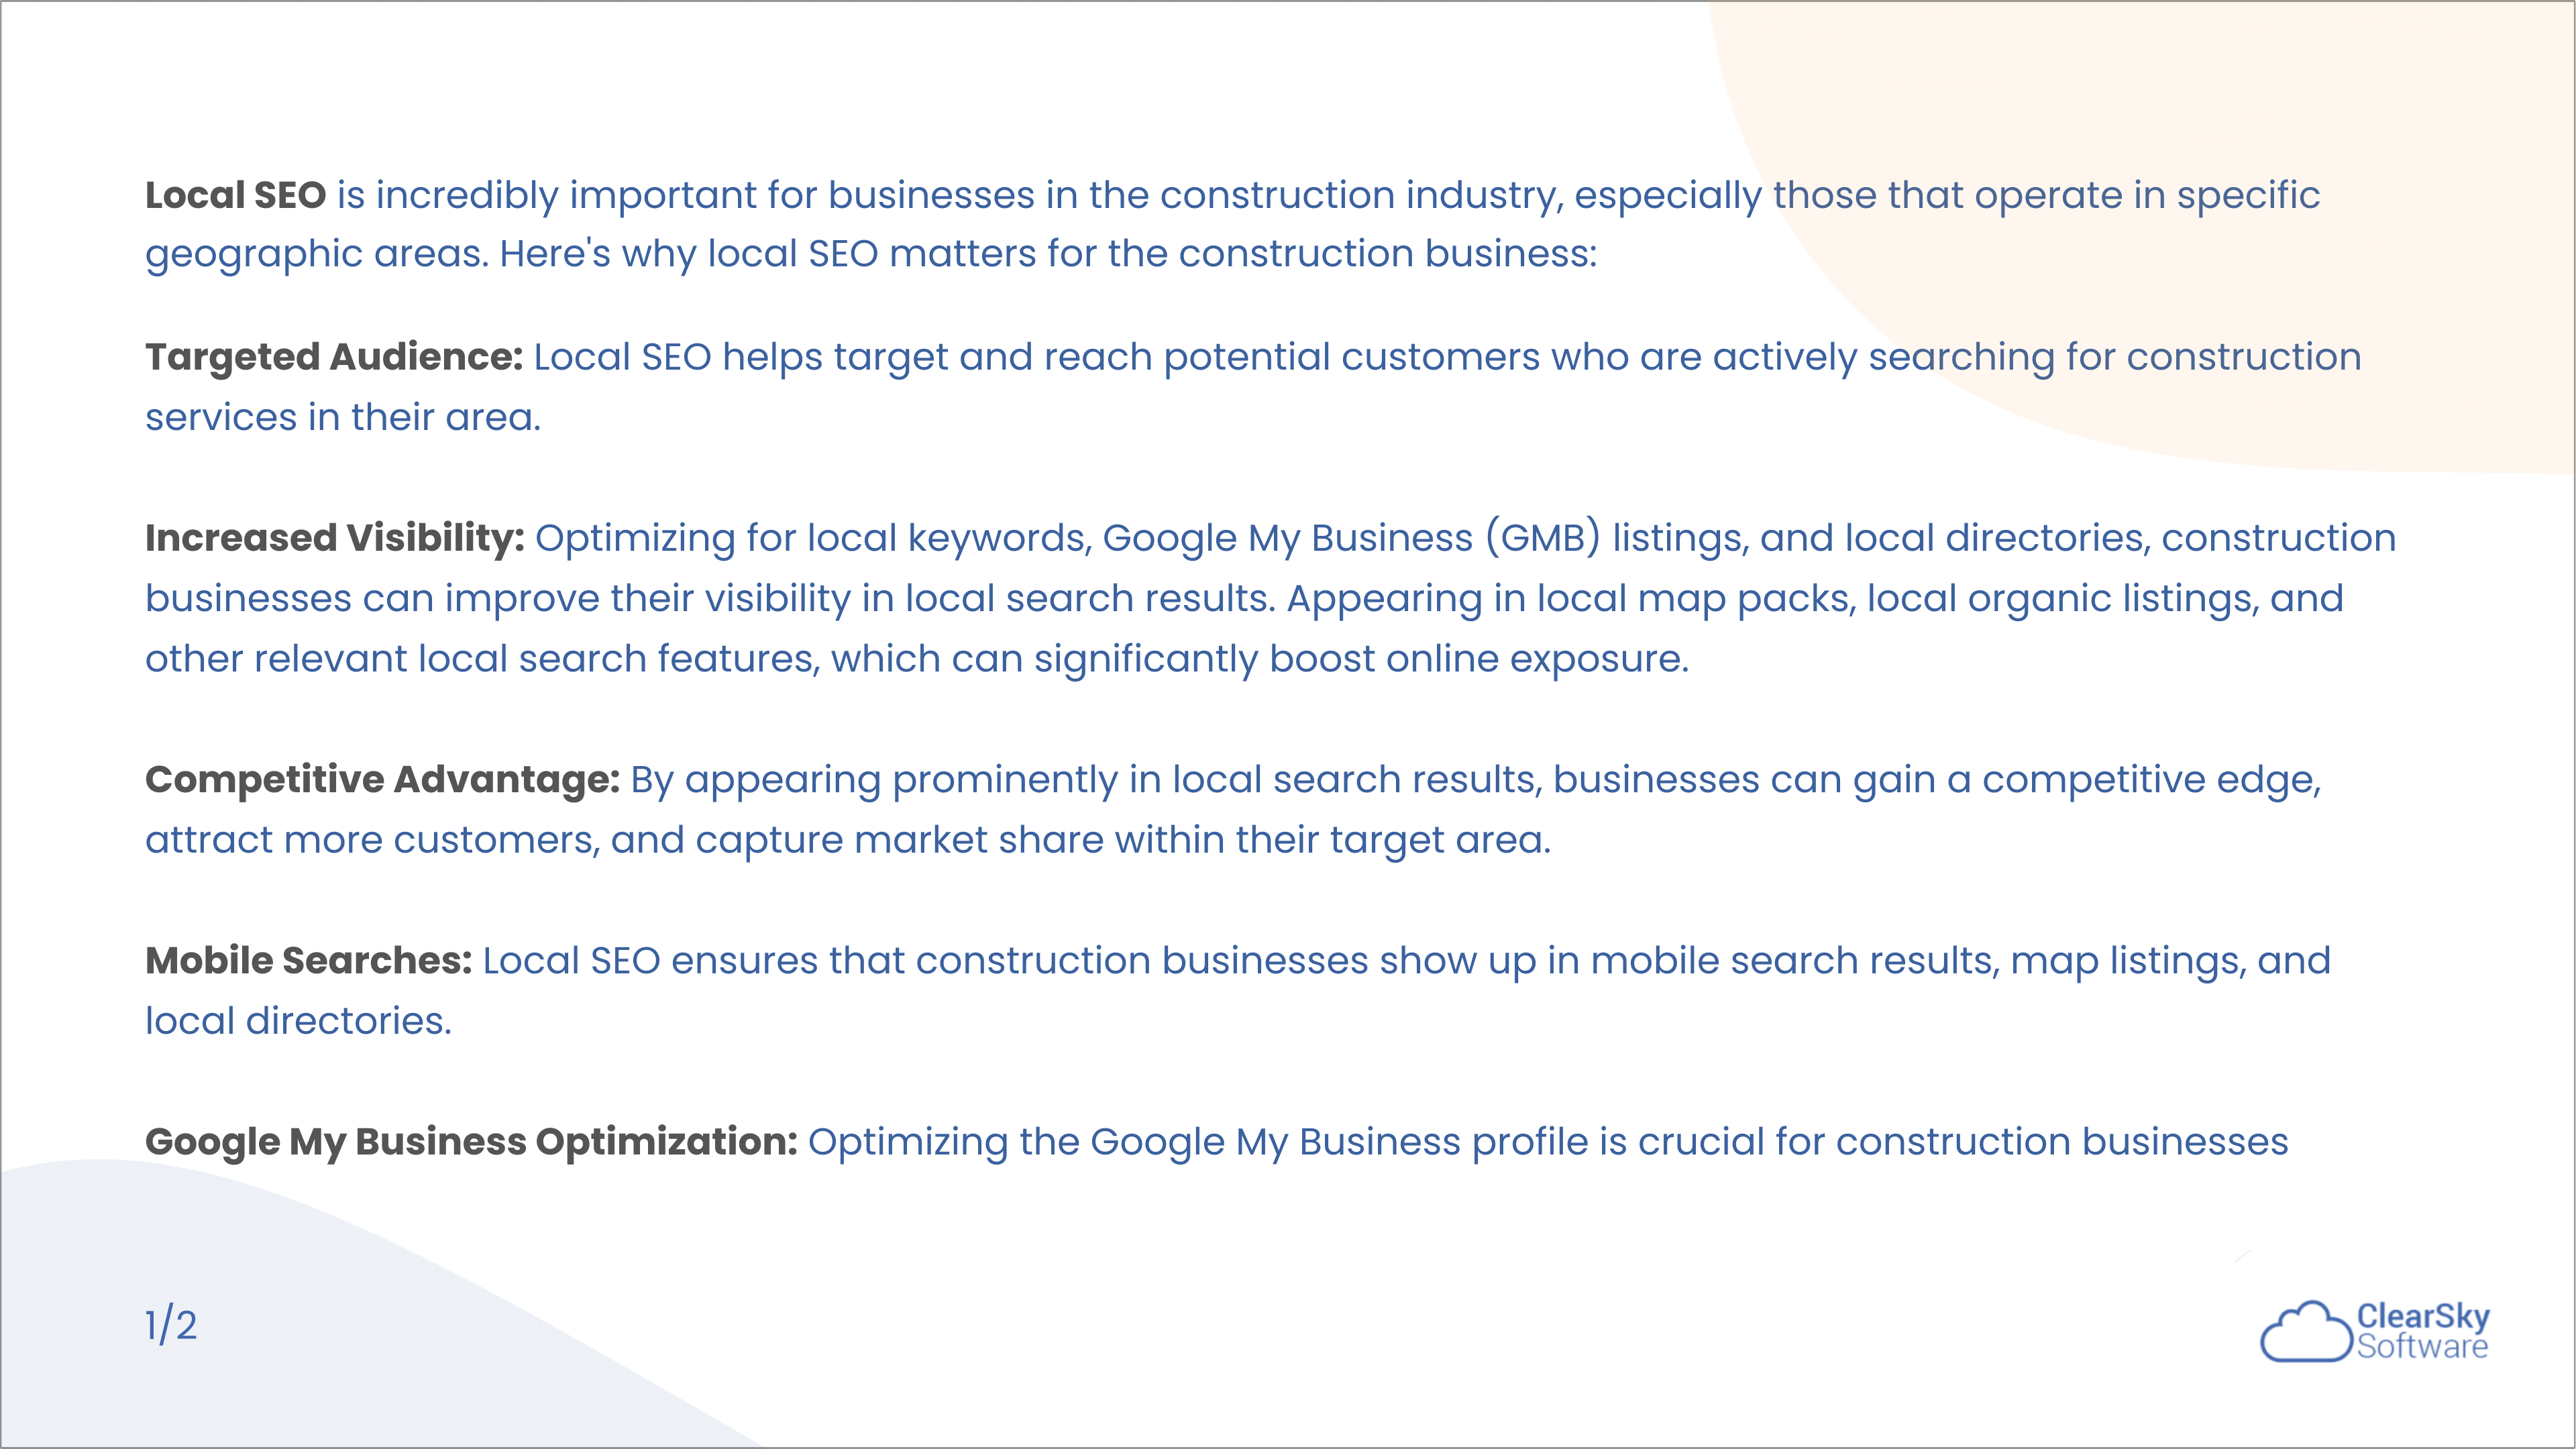 Local SEO is incredibly important for businesses in the construction industry, especially those that operate in specific
geographic areas. Here's why local SEO matters for the construction business:
Targeted Audience: Local SEO helps target and reach potential customers who are actively searching for construction
services in their area.
Increased Visibility: Optimizing for local keywords, Google My Business (GMB) listings, and local directories, construction
businesses can improve their visibility in local search results. Appearing in local map packs, local organic listings, and
other relevant local search features, which can significantly boost online exposure.
Competitive Advantage: By appearing prominently in local search results, businesses can gain a competitive edge,
attract more customers, and capture market share within their target area.
Mobile Searches: Local SEO ensures that construction businesses show up in mobile search results, map listings, and
local directories.
Google My Business Optimization: Optimizing the Google My Business profile is crucial for construction businesses
1/2
ClearSky
Software